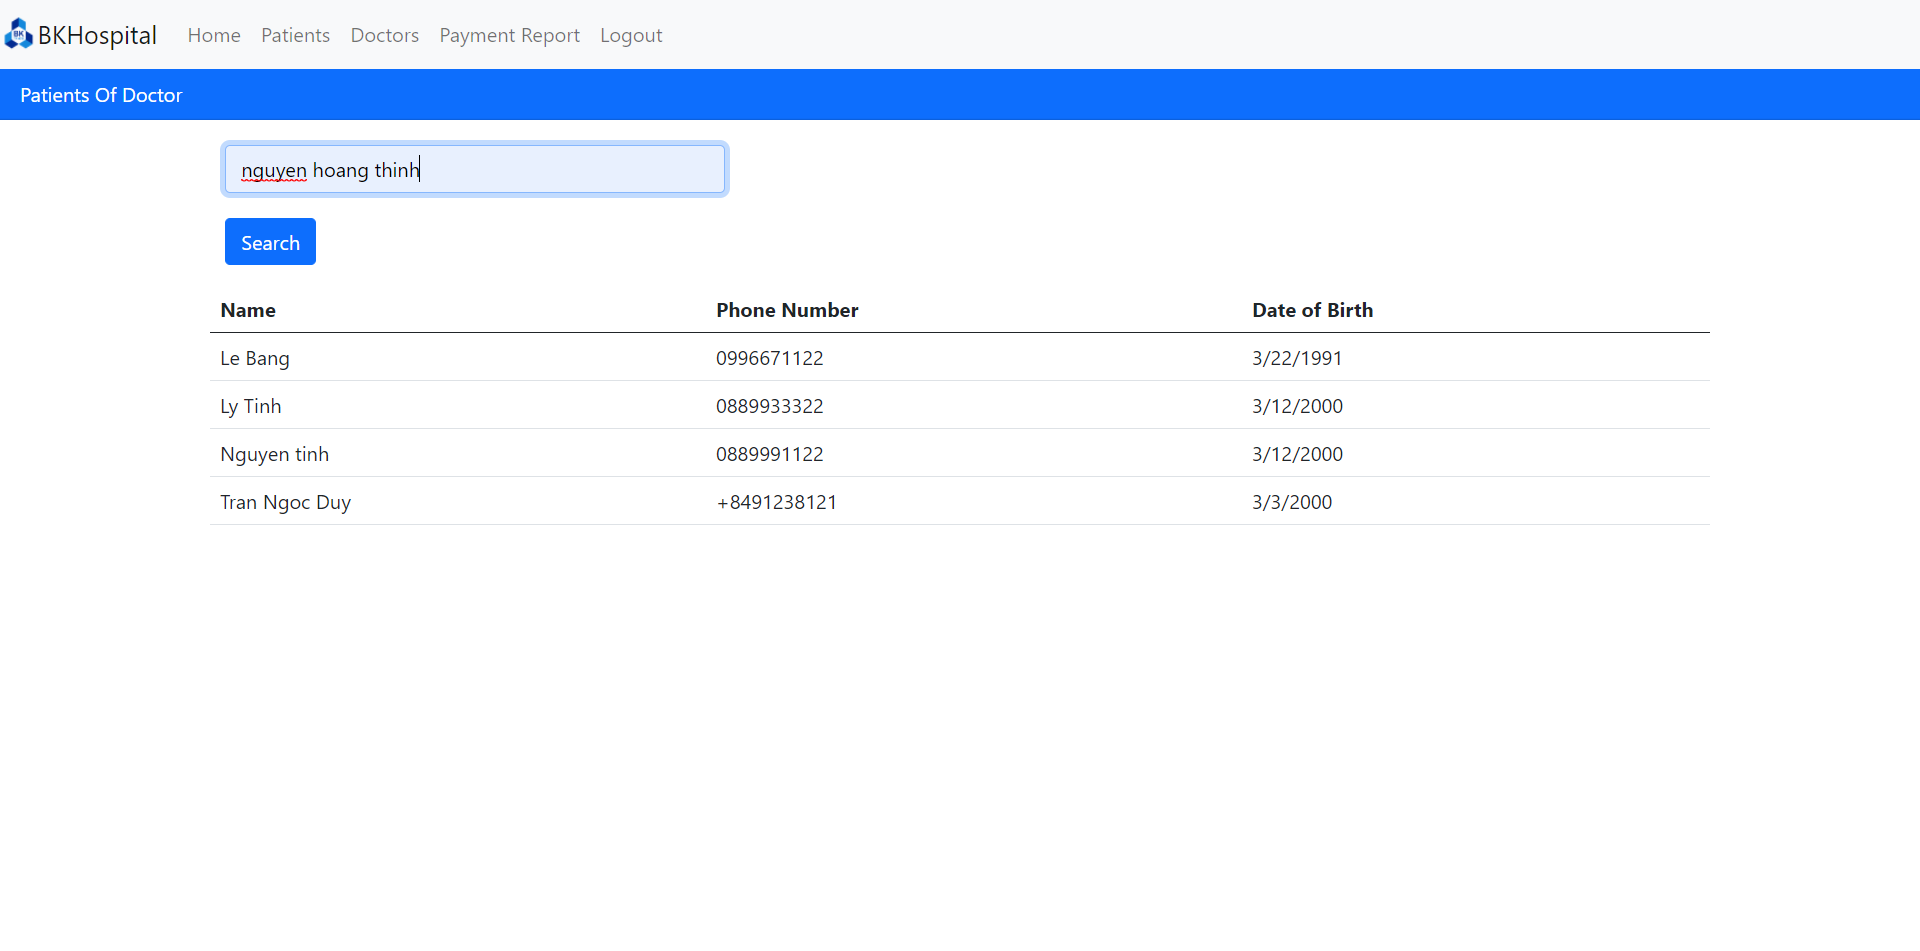 BK
BKHospital Home Patients Doctors Payment Report Logout
Patients Of Doctor
nguyen hoang thinh
Search
Name Phone Number Date of Birth
Le Bang 0996671122 3/22/1991
Ly Tinh 0889933322 3/12/2000
Nguyen tinh 0889991122 3/12/2000
Tran Ngoc Duy +8491238121 3/3/2000